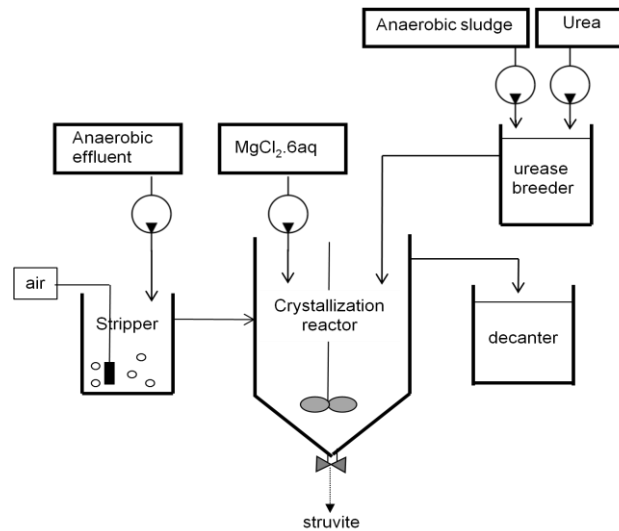 Anaerobic sludge
Urea
Anaerobic
effluent
MgCl₂.6aq
urease
breeder
air
Stripper
Crystallization
reactor
decanter
struvite